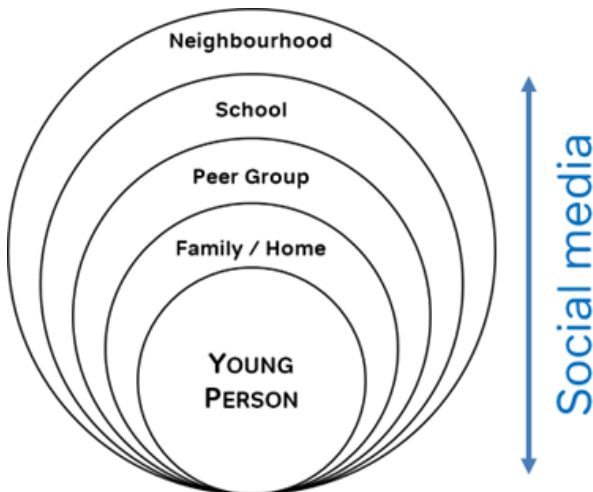 Neighbourhood
School
Peer Group
Family / Home
YOUNG
PERSON
Social media